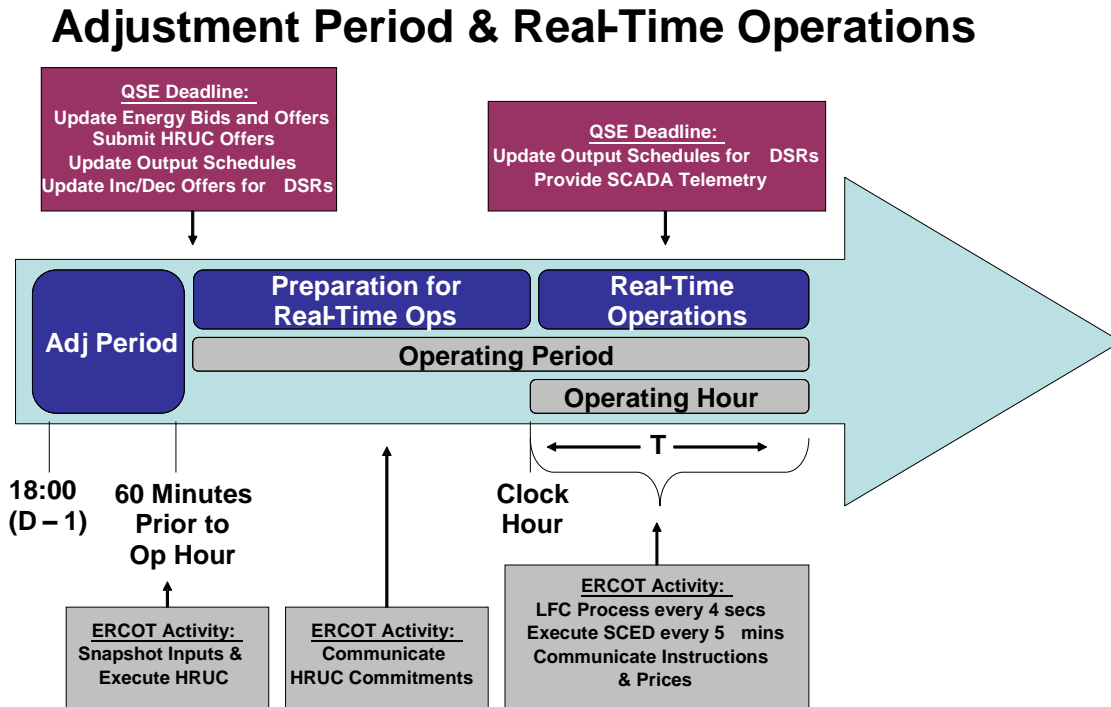 Adjustment Period & Real-Time Operations
QSE Deadline:
Update Energy Bids and Offers
Submit HRUC Offers
Update Output Schedules
Update Inc/Dec Offers for DSRs
QSE Deadline:
Update Output Schedules for DSRs
Provide SCADA Telemetry
Adj Period
Preparation for
Real-Time Ops
Real-Time
Operations
Operating Period
Operating Hour
T
18:00
(D – 1)
60 Minutes
Prior to
Op Hour
Clock
Hour
ERCOT Activity:
Snapshot Inputs &
Execute HRUC
ERCOT Activity:
Communicate
HRUC Commitments
ERCOT Activity:
LFC Process every 4 secs
Execute SCED every 5 mins
Communicate Instructions
& Prices